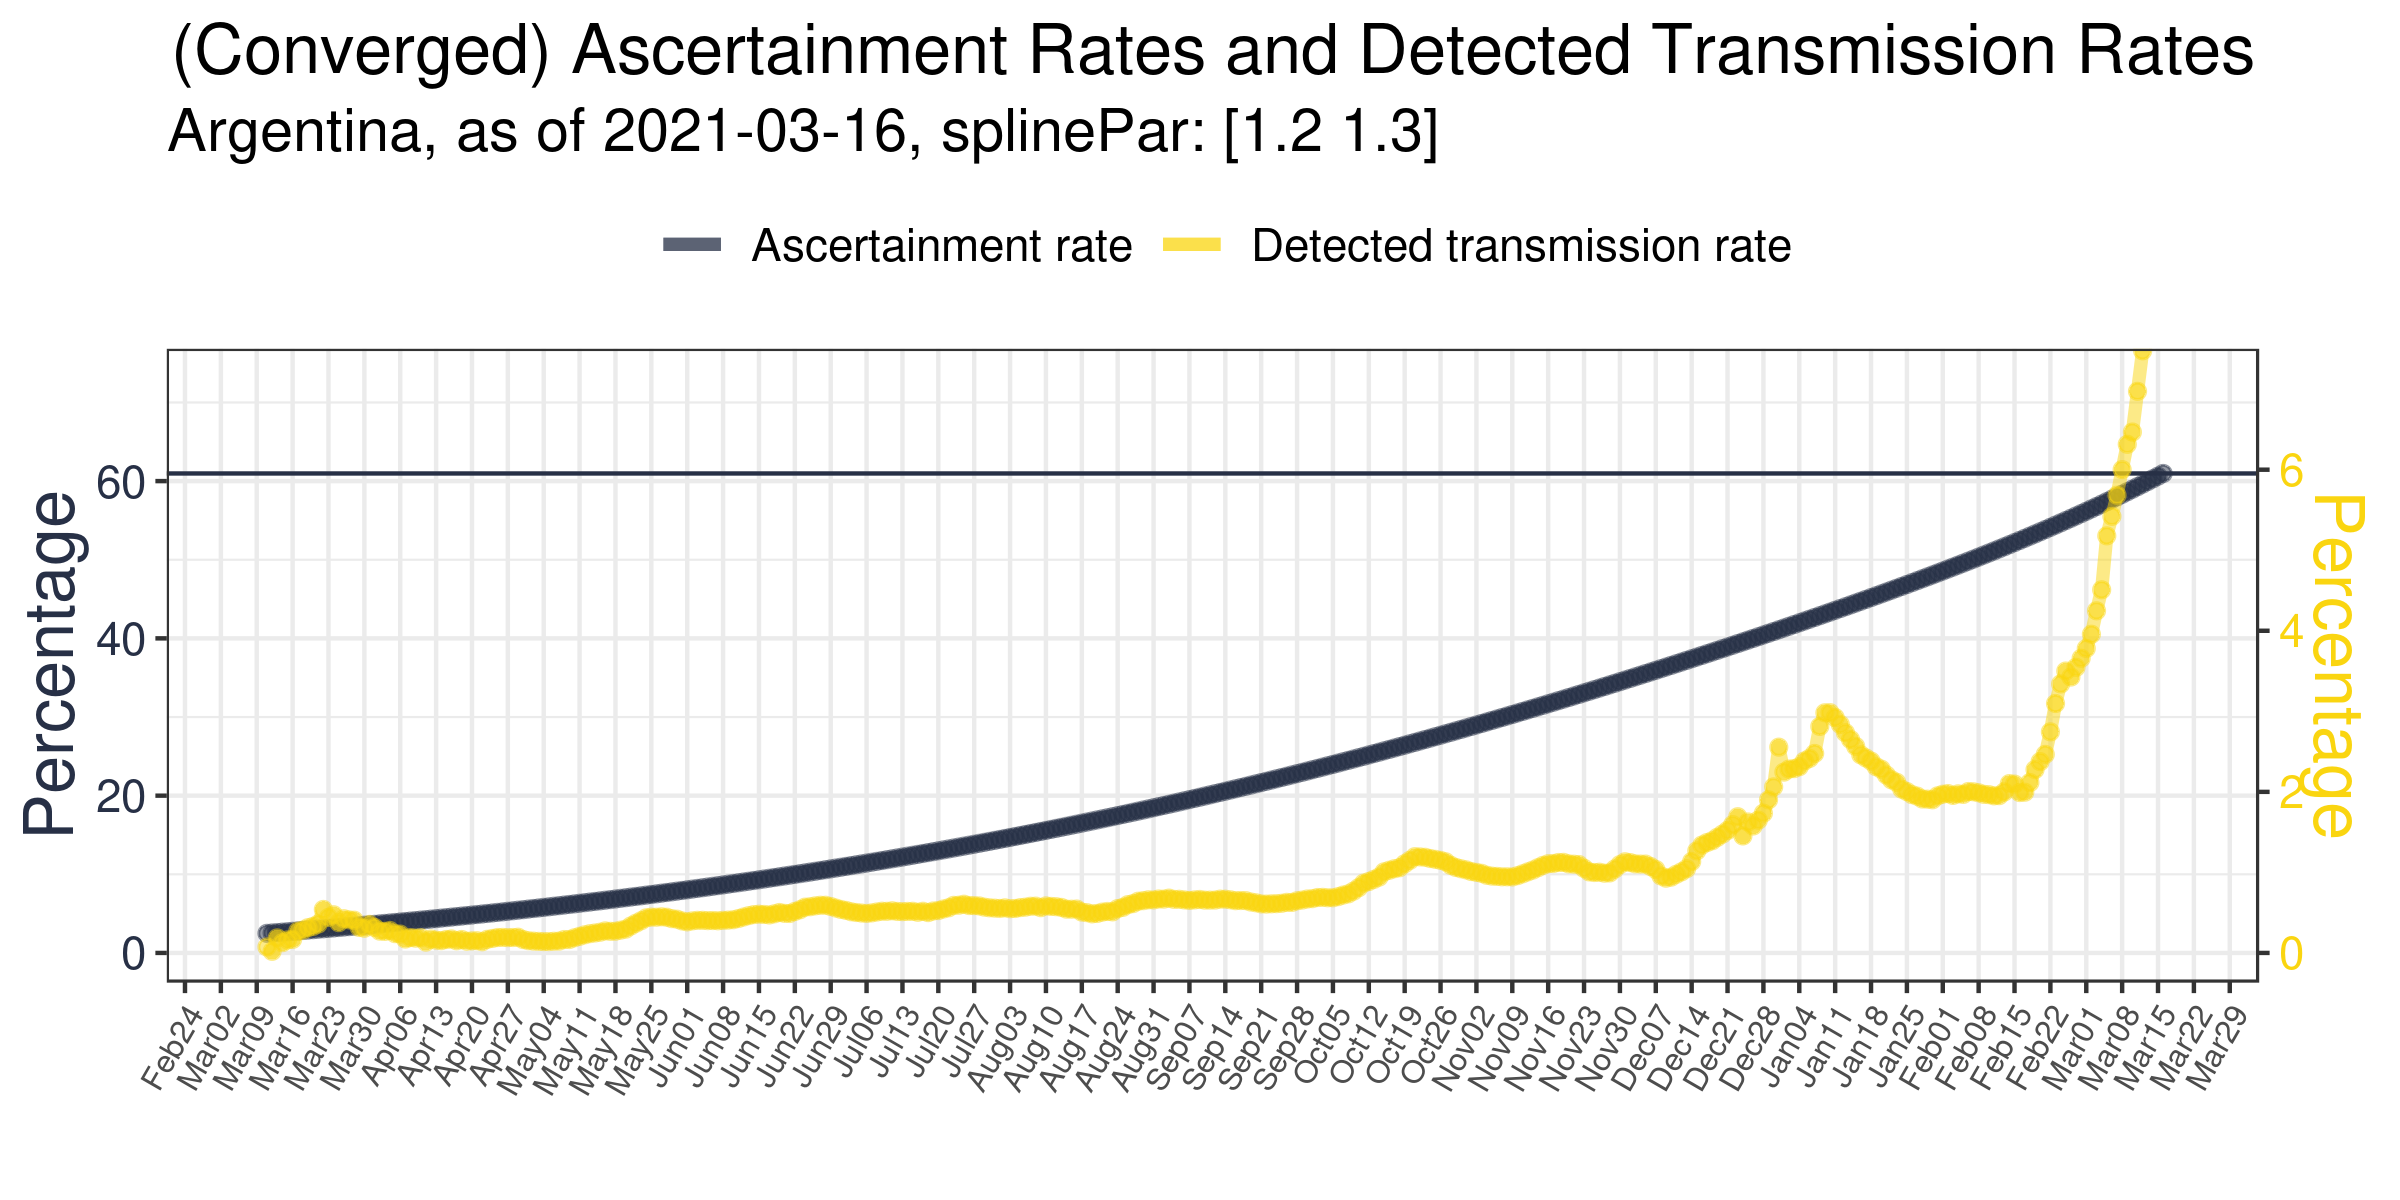 (Converged) Ascertainment Rates and Detected Transmission Rates
Argentina, as of 2021-03-16, splinePar: [1.2 1.3]
Ascertainment rate
Detected transmission rate
Percentage
60
40
20
0
6
4
2
0
Percentage
Feb24
Mar02
Mar09
Mar16
Mar23
Mar30
Apr06
Apr13
Apr20
Apr27
May04
May11
May18
May25
Jun01
Jun08
Jun15
Jun22
Jun29
Jul06
Jul13
Jul20
Jul27
Aug03
Aug10
Aug17
Aug24
Aug31
Sep07
Sep14
Sep21
Sep28
Oct05
Oct12
Oct19
Oct26
Nov02
Nov09
Nov16
Nov23
Nov30
Dec07
Dec14
Dec21
Dec28
Jan04
Jan11
Jan18
Jan25
Feb01
Feb08
Feb15
Feb22
Mar01
Mar08
Mar15
Mar22
Mar29